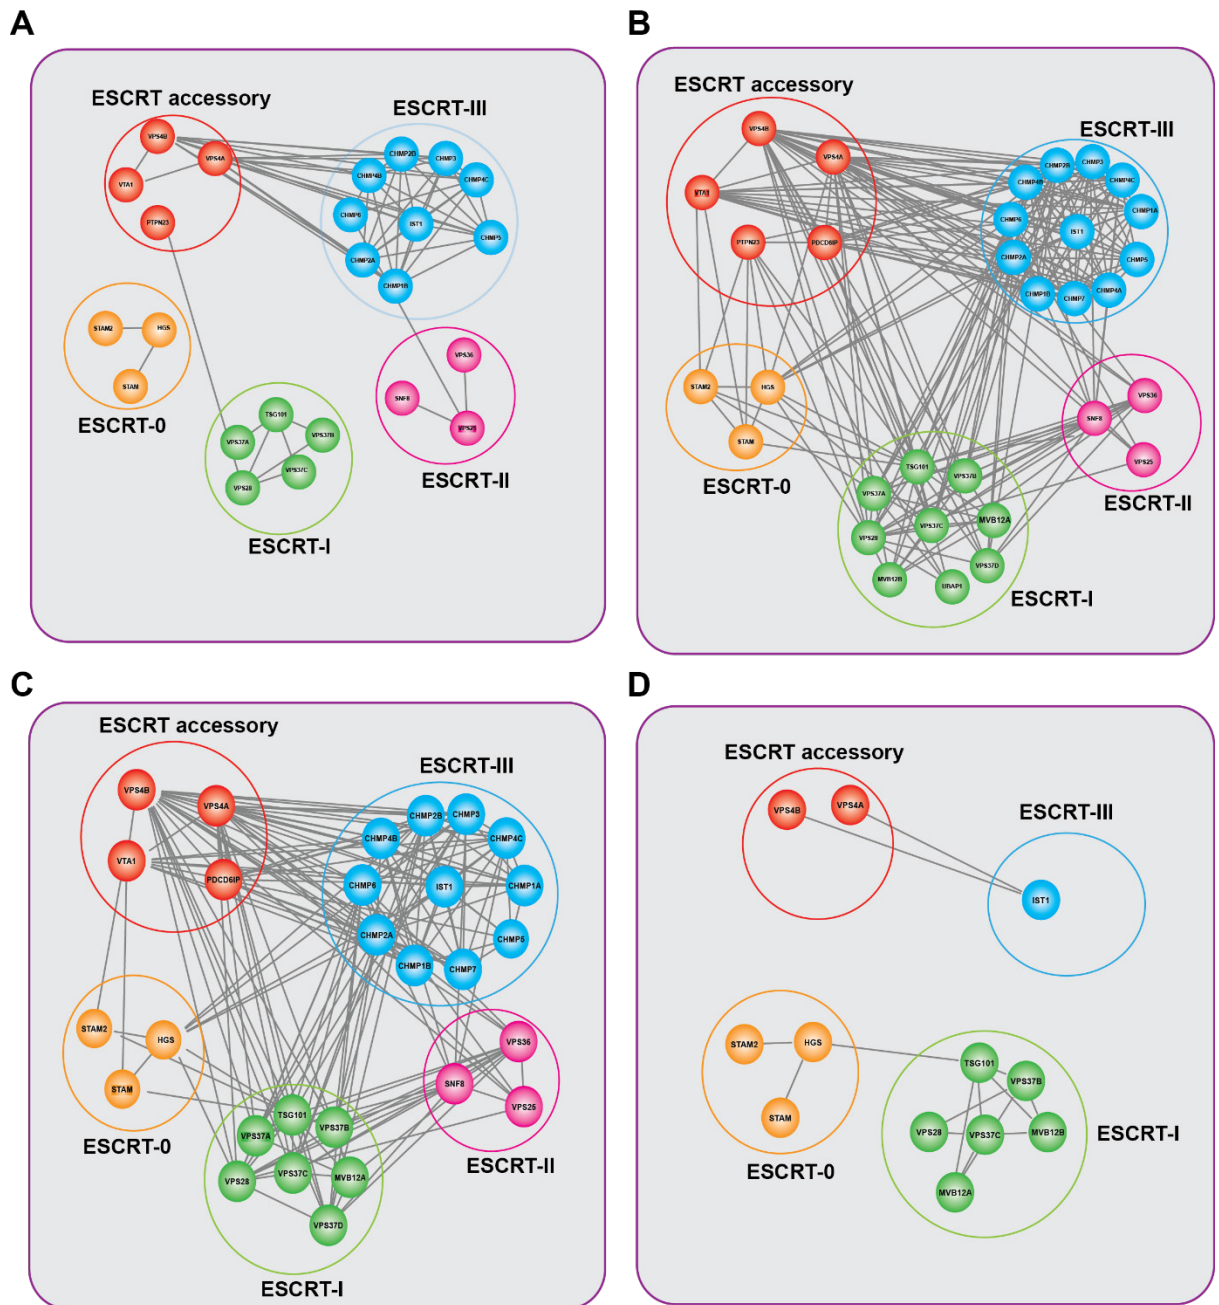 A
ESCRT accessory
ESCRT-III
VPS4B
VPS4A
VTA1
PTPN23
CHMP2B
CHMP3
CHMP4B
CHMP4C
CHMP6
IST1
CHMP5
CHMP2A
CHMP1B
STAM2
HGS
STAM
ESCRT-0
VPS36
SNF8
ESCRT-II
TSG101
VPS37A
VPS37B
VPS37C
VPS28
ESCRT-I
B
ESCRT accessory
ESCRT-III
VPS4B
VPS4A
VTA1
PTPN23
PDCD6IP
CHMP2B
CHMP3
CHMP4B
CHMP4C
CHMP6
CHMP1A
IST1
CHMP2A
CHMP5
CHMP1B
CHMP7
CHMP4A
STAM2
HGS
STAM
ESCRT-0
VPS36
SNF8
VPS25
ESCRT-II
TSG101
VPS37B
VPS37A
MVB12A
VPS37C
VPS28
VPS37D
MVB12B
UBAP1
ESCRT-I
C
ESCRT accessory
ESCRT-III
VPS4B
VPS4A
VTA1
PDCD6IP
CHMP2B
CHMP3
CHMP4B
CHMP4C
CHMP6
IST1
CHMP1A
CHMP2A
CHMP5
CHMP1B
CHMP7
STAM2
HGS
STAM
ESCRT-0
VPS36
SNF8
VPS25
ESCRT-II
TSG101
VPS37B
VPS37A
VPS28
VPS37C
MVB12A
VPS37D
ESCRT-I
D
ESCRT accessory
VPS4B
VPS4A
ESCRT-III
IST1
STAM2
HGS
STAM
ESCRT-0
TSG101
VPS37B
VPS28
VPS37C
MVB12B
MVB12A
ESCRT-I